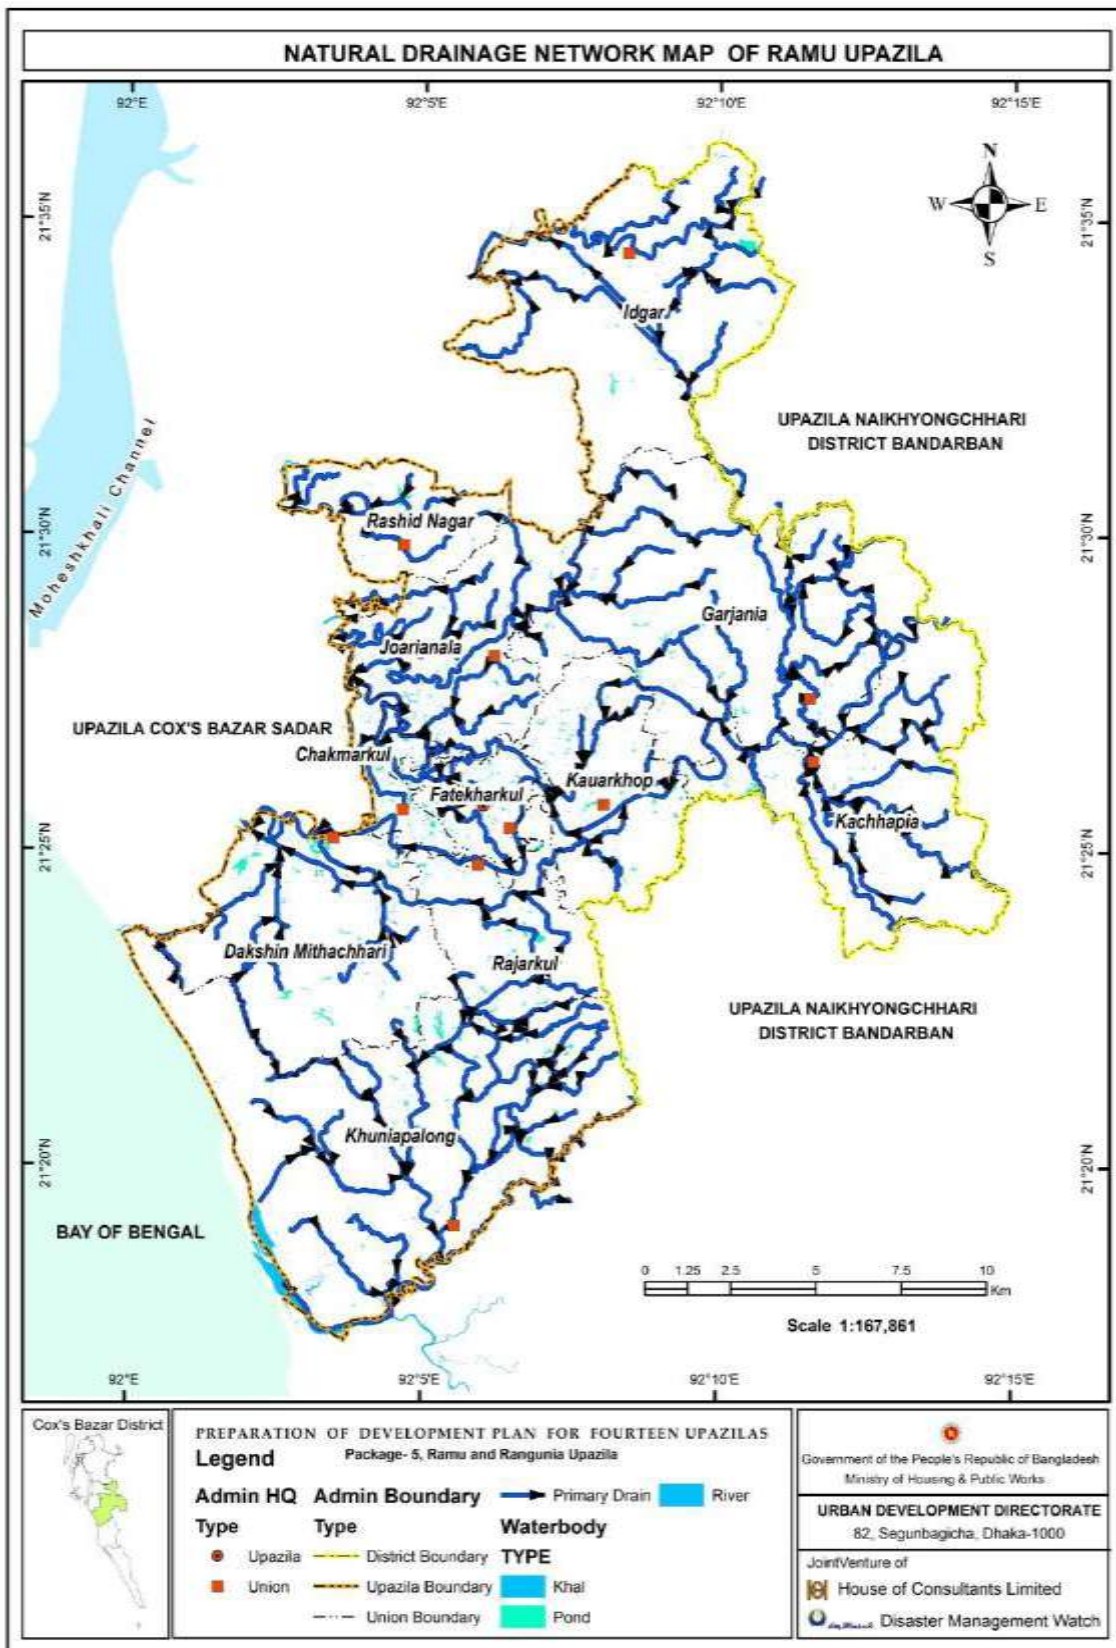 NATURAL DRAINAGE NETWORK MAP OF RAMU UPAZILA
92°E 92°5'E 92°10'E 92°15'E
N
W E
S
21°35'N 21°35'N
Idgar
UPAZILA NAIKHYONGCHHARI
DISTRICT BANDARBAN
Moheshkhali Channel
21°30'N 21°30'N
Rashid Nagar
Garjania
Joarianala
UPAZILA COX'S BAZAR SADAR
Chakmarkul
Kauarkhop
Fatekharkul
Kachhapia
21°25'N 21°25'N
Dakshin Mithachhari
Rajarkul
UPAZILA NAIKHYONGCHHARI
DISTRICT BANDARBAN
Khuniapalong
21°20'N 21°20'N
BAY OF BENGAL
0 1.25 2.5 5 7.5 10
Km
Scale 1:167,861
92°E 92°5'E 92°10'E 92°15'E
Cox's Bazar District
PREPARATION OF DEVELOPMENT PLAN FOR FOURTEEN UPAZILAS
Package- 5, Ramu and Rangunia Upazila
Legend
Admin HQ Admin Boundary Primary Drain River
Type Type Waterbody
Upazila District Boundary TYPE
Union Upazila Boundary Khal
Union Boundary Pond
Government of the People's Republic of Bangladesh
Ministry of Housing & Public Works
URBAN DEVELOPMENT DIRECTORATE
82, Segunbagicha, Dhaka-1000
JointVenture of
House of Consultants Limited
Disaster Management Watch